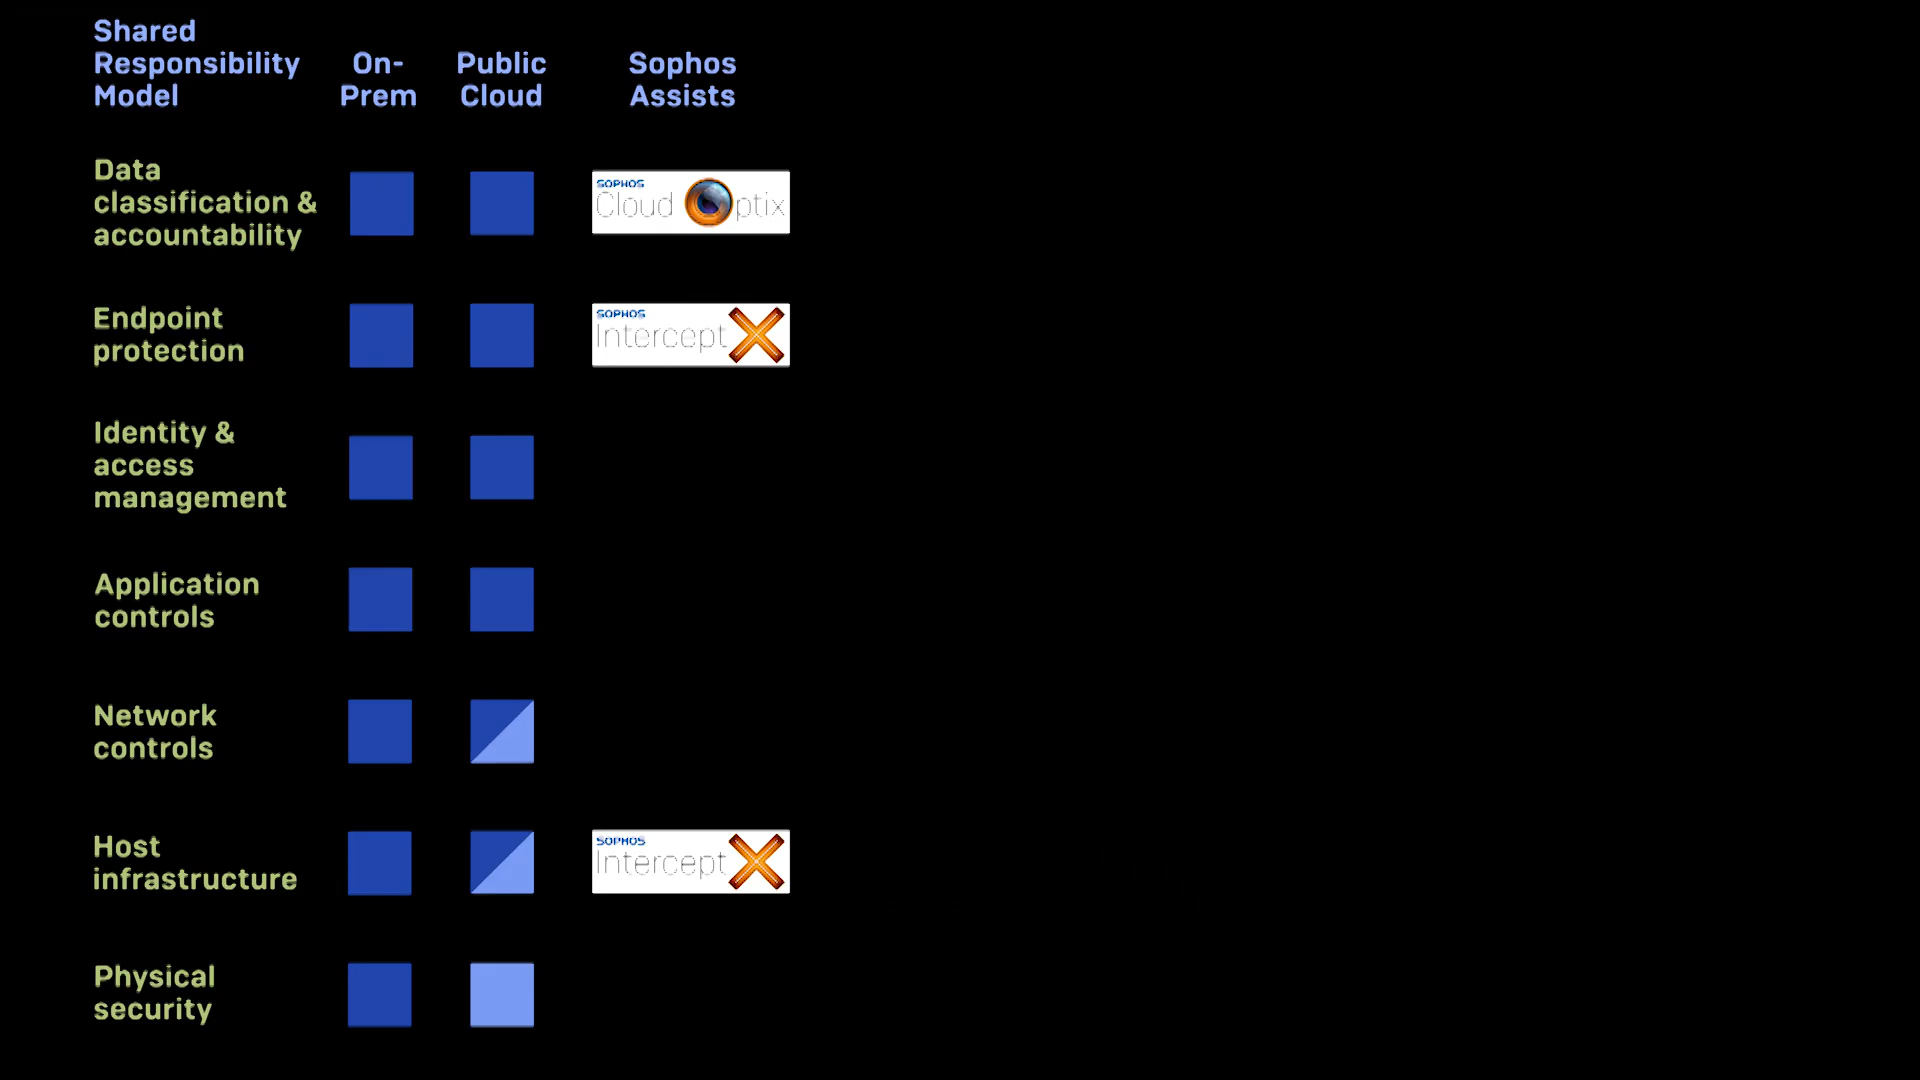 Shared
Responsibility
Model
On-
Prem
Public
Cloud
Sophos
Assists
Data
classification &
accountability
SOPHOS
Cloud Optix
Endpoint
protection
SOPHOS
Intercept X
Identity &
access
management
Application
controls
Network
controls
Host
infrastructure
SOPHOS
Intercept X
Physical
security